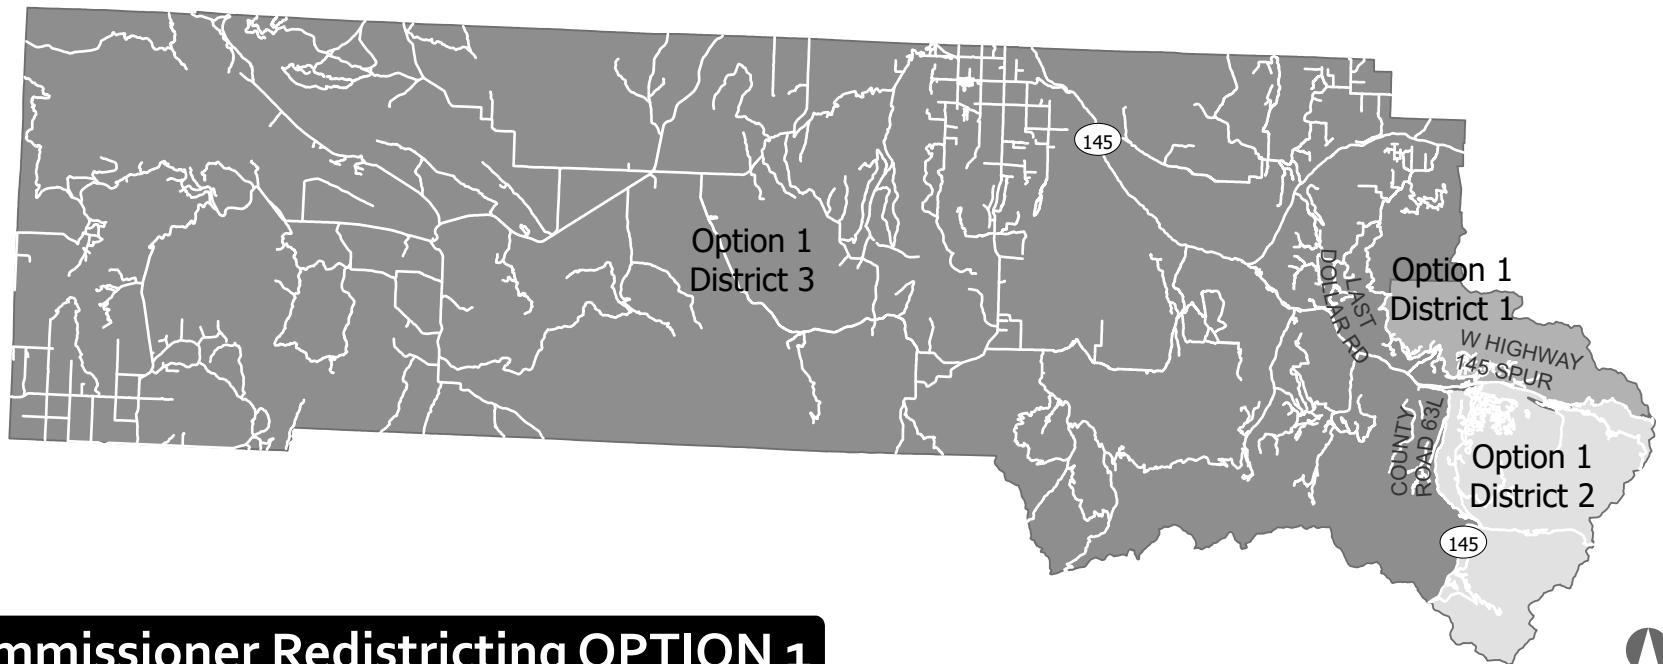 145
Option 1
District 3
Option 1
District 1
LAST
DOLLAR RD
W HIGHWAY
145 SPUR
COUNTY
ROAD 63L
Option 1
District 2
145
mmissioner Redistricting OPTION 1